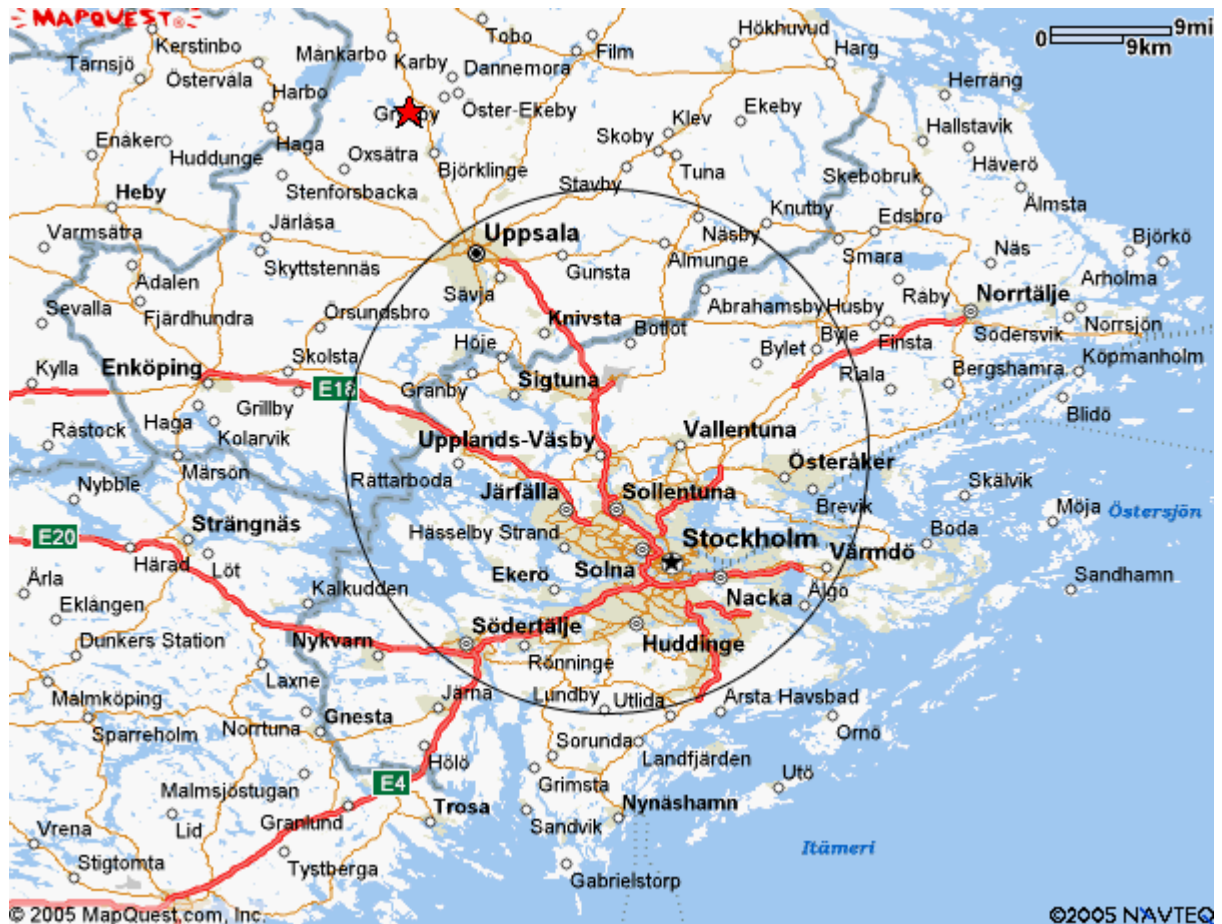 MAPQUEST®
Tobo
Hökhuvud
9mi
0
9km
Kerstinbo
Månkarbo
Film
Harg
Tärnsjö
Östervåla
Karby
Dannemora
Herräng
Harbo
Öster-Ekeby
Ekeby
Klev
Enåker
Haga
Skoby
Hallstavik
Huddunge
Oxsätra
Björklinge
Häverö
Stenforsbacka
Stavby
Tuna
Skebobruk
Älmsta
Heby
Järlåsa
Uppsala
Näsby
Knutby
Edsbro
Varmsätra
Skyttstennäs
Gunsta
Almunge
Smara
Näs
Björkö
Adalen
Sävja
Arholma
Sevalla
Fjärdhundra
Örsundsbro
Knivsta
Abrahamsby
Husby
Råby
Norrtälje
Botlot
Byle
Finsta
Södersvik
Norrsjön
Höje
Kylla
Enköping
Skolsta
Bylet
Köpmanholm
E18
Granby
Sigtuna
Riala
Bergshamra
Grillby
Haga
Blidö
Råstock
Kolarvik
Upplands-Väsby
Vallentuna
Märsön
Österåker
Nybble
Rättarboda
Skälvik
Järfälla
Sollentuna
Brevik
Möja
Östersjön
Strängnäs
Hässelby Strand
Stockholm
Boda
E20
Härad
Löt
Solna
Värmdö
Ärla
Kalkudden
Ekerö
Nacka
Älgö
Sandhamn
Eklången
Dunkers Station
Nykvarn
Södertälje
Huddinge
Rönninge
Laxne
Malmköping
Järna
Lundby
Utlida
Årsta Havsbad
Norrtuna
Gnesta
Sparreholm
Ornö
Sorunda
Landfjärden
Hölö
Grimsta
Utö
Malmsjöstugan
E4
Nynäshamn
Trosa
Granlund
Lid
Sandvik
Vrena
Itämeri
Stigtomta
Tystberga
Gabrielstorp
© 2005 MapQuest.com, Inc.
©2005 NAVTEQ